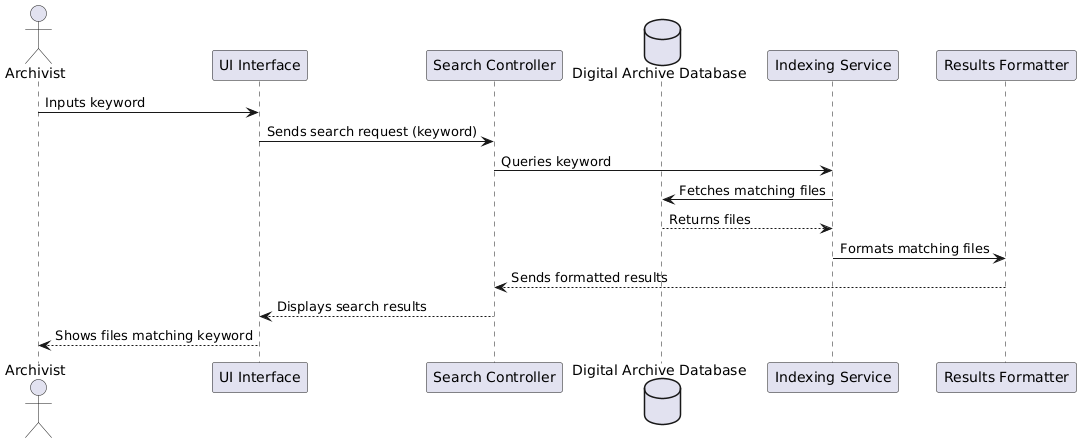 Archivist
UI Interface
Search Controller
Digital Archive Database
Indexing Service
Results Formatter
Inputs keyword
Sends search request (keyword)
Queries keyword
Fetches matching files
Returns files
Formats matching files
Sends formatted results
Displays search results
Shows files matching keyword
Archivist
UI Interface
Search Controller
Digital Archive Database
Indexing Service
Results Formatter